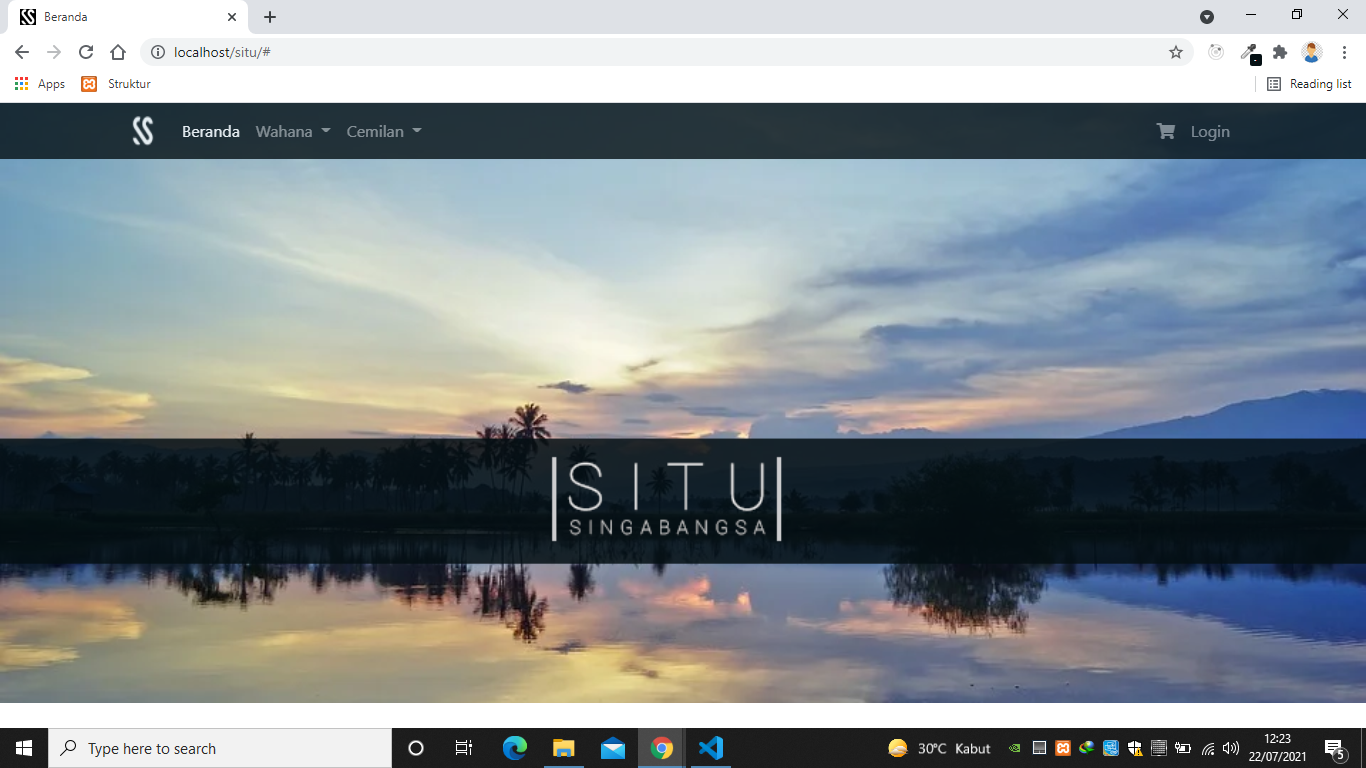 Beranda
localhost/situ/#
Apps
Struktur
Reading list
Beranda
Wahana
Cemilan
Login
SITU
SINGABANGSA
Type here to search
30°C Kabut
12:23
22/07/2021
5